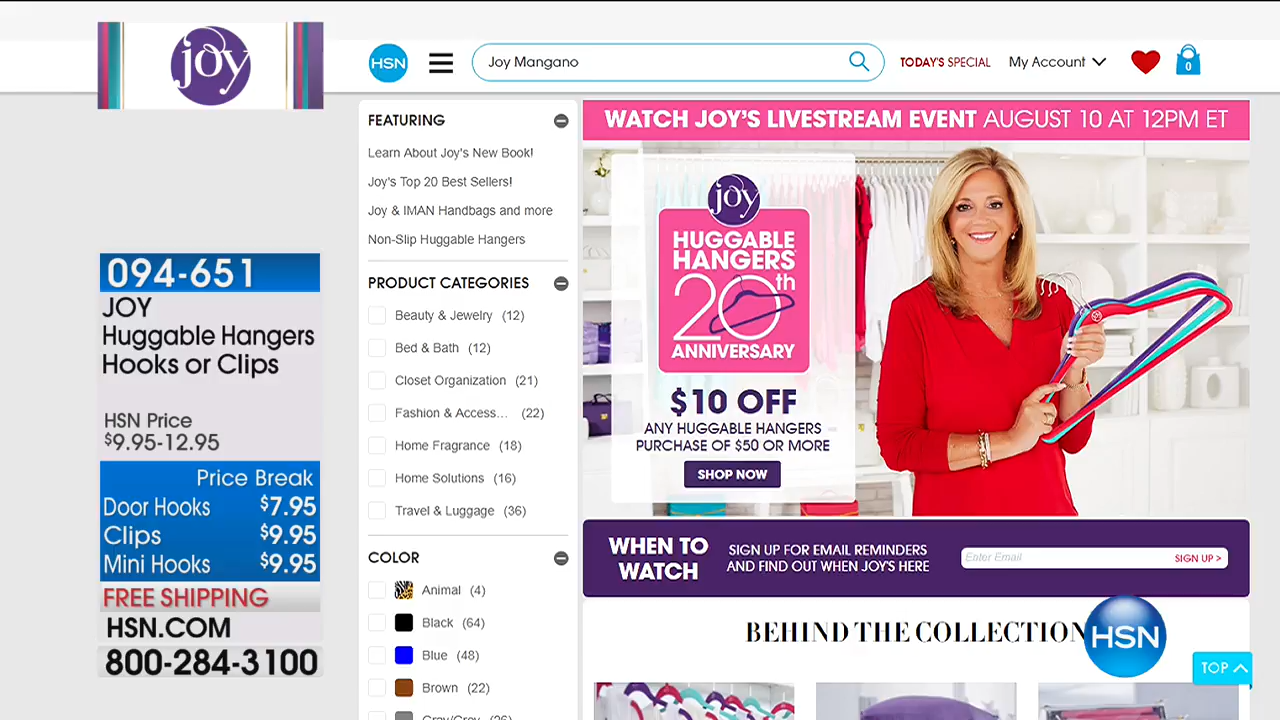 joy
HSN
Joy Mangano
TODAY'S SPECIAL
My Account
0
094-651
JOY
Huggable Hangers
Hooks or Clips
HSN Price
$9.95-12.95
Price Break
Door Hooks $7.95
Clips $9.95
Mini Hooks $9.95
FREE SHIPPING
HSN.COM
800-284-3100
FEATURING
Learn About Joy's New Book!
Joy's Top 20 Best Sellers!
Joy & IMAN Handbags and more
Non-Slip Huggable Hangers
PRODUCT CATEGORIES
Beauty & Jewelry (12)
Bed & Bath (12)
Closet Organization (21)
Fashion & Access... (22)
Home Fragrance (18)
Home Solutions (16)
Travel & Luggage (36)
COLOR
Animal (4)
Black (64)
Blue (48)
Brown (22)
Gray/Grey (26)
WATCH JOY'S LIVESTREAM EVENT AUGUST 10 AT 12PM ET
joy
HUGGABLE
HANGERS
20th
ANNIVERSARY
$10 OFF
ANY HUGGABLE HANGERS
PURCHASE OF $50 OR MORE
SHOP NOW
WHEN TO
WATCH
SIGN UP FOR EMAIL REMINDERS
AND FIND OUT WHEN JOY'S HERE
Enter Email
SIGN UP >
BEHIND THE COLLECTION
HSN
TOP